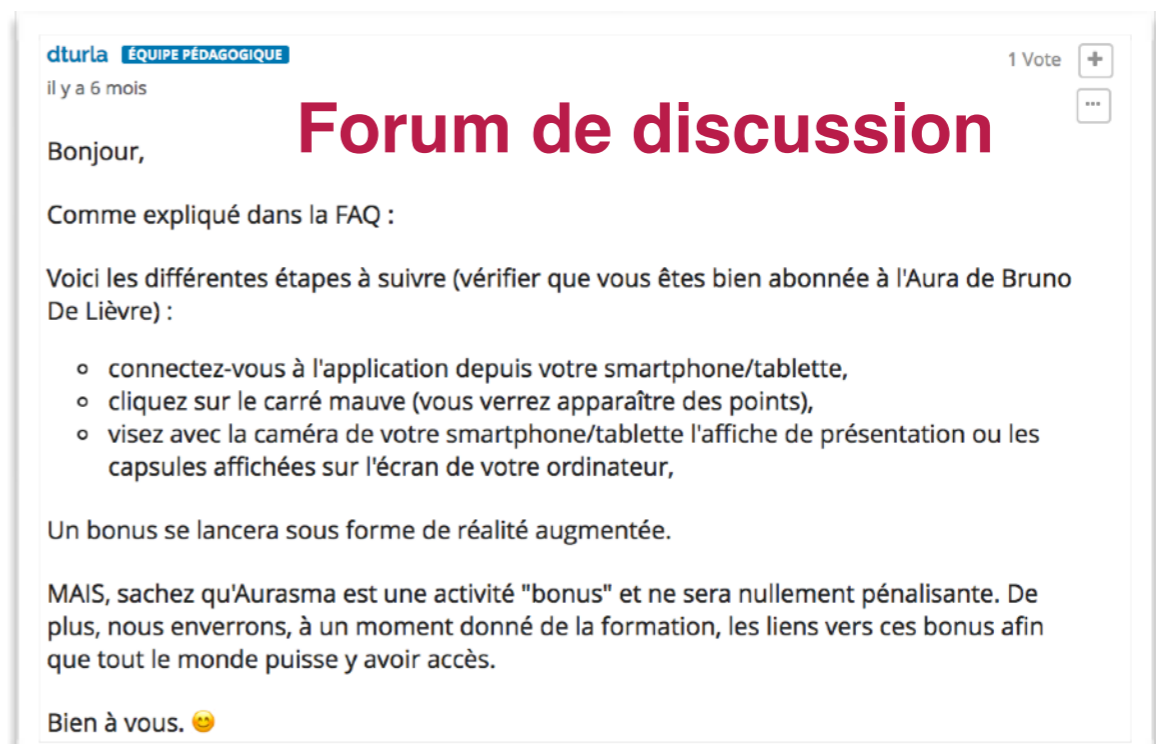 dturla ÉQUIPE PÉDAGOGIQUE
1 Vote +
il y a 6 mois
...
Forum de discussion
Bonjour,
Comme expliqué dans la FAQ :
Voici les différentes étapes à suivre (vérifier que vous êtes bien abonnée à l'Aura de Bruno
De Lièvre) :
connectez-vous à l'application depuis votre smartphone/tablette,
cliquez sur le carré mauve (vous verrez apparaître des points),
visez avec la caméra de votre smartphone/tablette l'affiche de présentation ou les
capsules affichées sur l'écran de votre ordinateur,
Un bonus se lancera sous forme de réalité augmentée.
MAIS, sachez qu'Aurasma est une activité "bonus" et ne sera nullement pénalisante. De
plus, nous enverrons, à un moment donné de la formation, les liens vers ces bonus afin
que tout le monde puisse y avoir accès.
Bien à vous. 😊